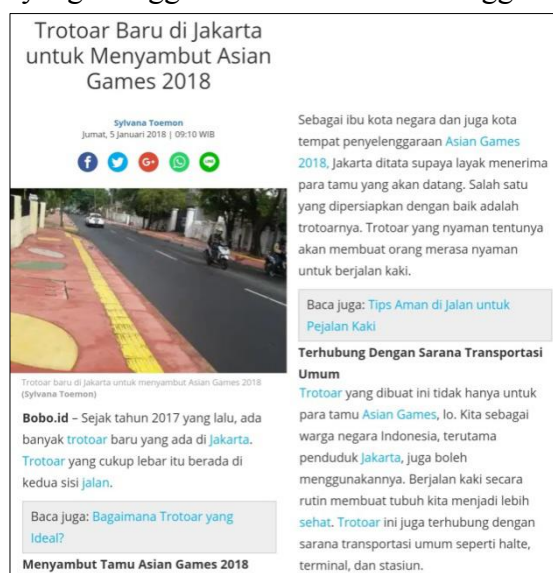 Trotoar Baru di Jakarta
untuk Menyambut Asian
Games 2018
Sylvana Toemon
Jumat, 5 Januari 2018 | 09:10 WIB
Trotoar baru di Jakarta untuk menyambut Asian Games 2018
(Sylvana Toemon)
Bobo.id – Sejak tahun 2017 yang lalu, ada
banyak trotoar baru yang ada di Jakarta.
Trotoar yang cukup lebar itu berada di
kedua sisi jalan.
Baca juga: Bagaimana Trotoar yang
Ideal?
Menyambut Tamu Asian Games 2018
Sebagai ibu kota negara dan juga kota
tempat penyelenggaraan Asian Games
2018, Jakarta ditata supaya layak menerima
para tamu yang akan datang. Salah satu
yang dipersiapkan dengan baik adalah
trotoarnya. Trotoar yang nyaman tentunya
akan membuat orang merasa nyaman
untuk berjalan kaki.
Baca juga: Tips Aman di Jalan untuk
Pejalan Kaki
Terhubung Dengan Sarana Transportasi
Umum
Trotoar yang dibuat ini tidak hanya untuk
para tamu Asian Games, lo. Kita sebagai
warga negara Indonesia, terutama
penduduk Jakarta, juga boleh
menggunakannya. Berjalan kaki secara
rutin membuat tubuh kita menjadi lebih
sehat. Trotoar ini juga terhubung dengan
sarana transportasi umum seperti halte,
terminal, dan stasiun.